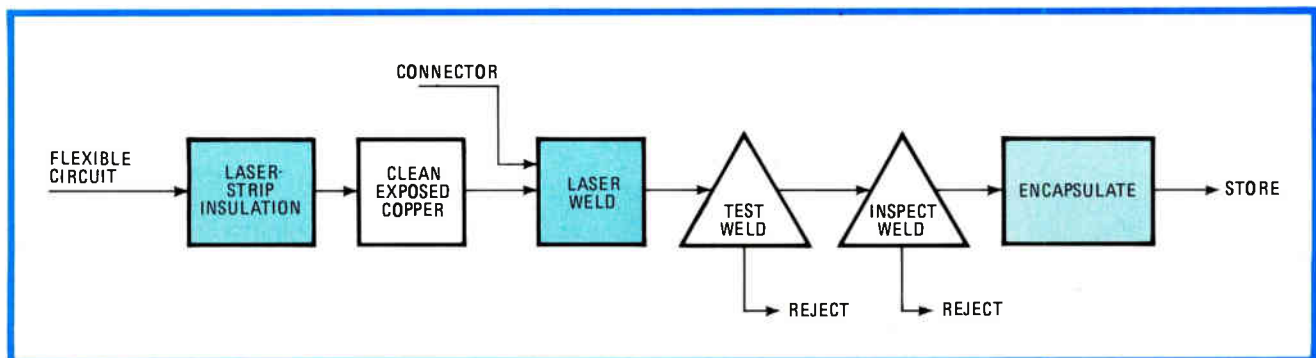 CONNECTOR
FLEXIBLE
CIRCUIT
LASER-
STRIP
INSULATION
CLEAN
EXPOSED
COPPER
LASER
WELD
TEST
WELD
INSPECT
WELD
ENCAPSULATE
STORE
REJECT
REJECT